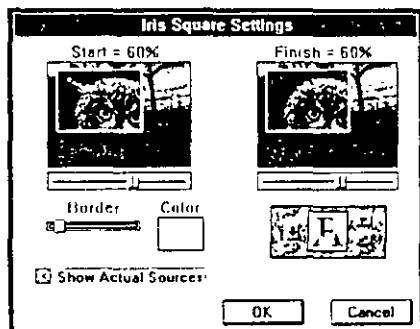 Iris Square Settings
Start = 60% Finish = 60%
Border Color
F
Show Actual Sources
OK Cancel